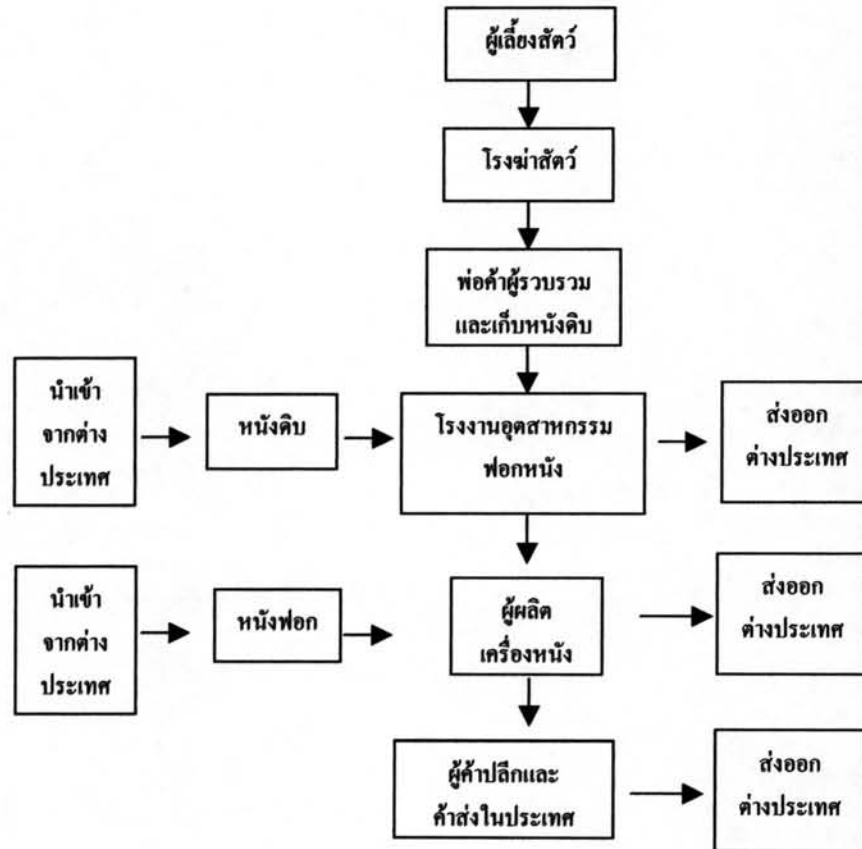 ผู้เลี้ยงสัตว์
โรงฆ่าสัตว์
พ่อค้าผู้รวบรวม
และเก็บหนังดิบ
นำเข้า
จากต่าง
ประเทศ
หนังดิบ
โรงงานอุตสาหกรรม
ฟอกหนัง
ส่งออก
ต่างประเทศ
นำเข้า
จากต่าง
ประเทศ
หนังฟอก
ผู้ผลิต
เครื่องหนัง
ส่งออก
ต่างประเทศ
ผู้ค้าปลีกและ
ค้าส่งในประเทศ
ส่งออก
ต่างประเทศ